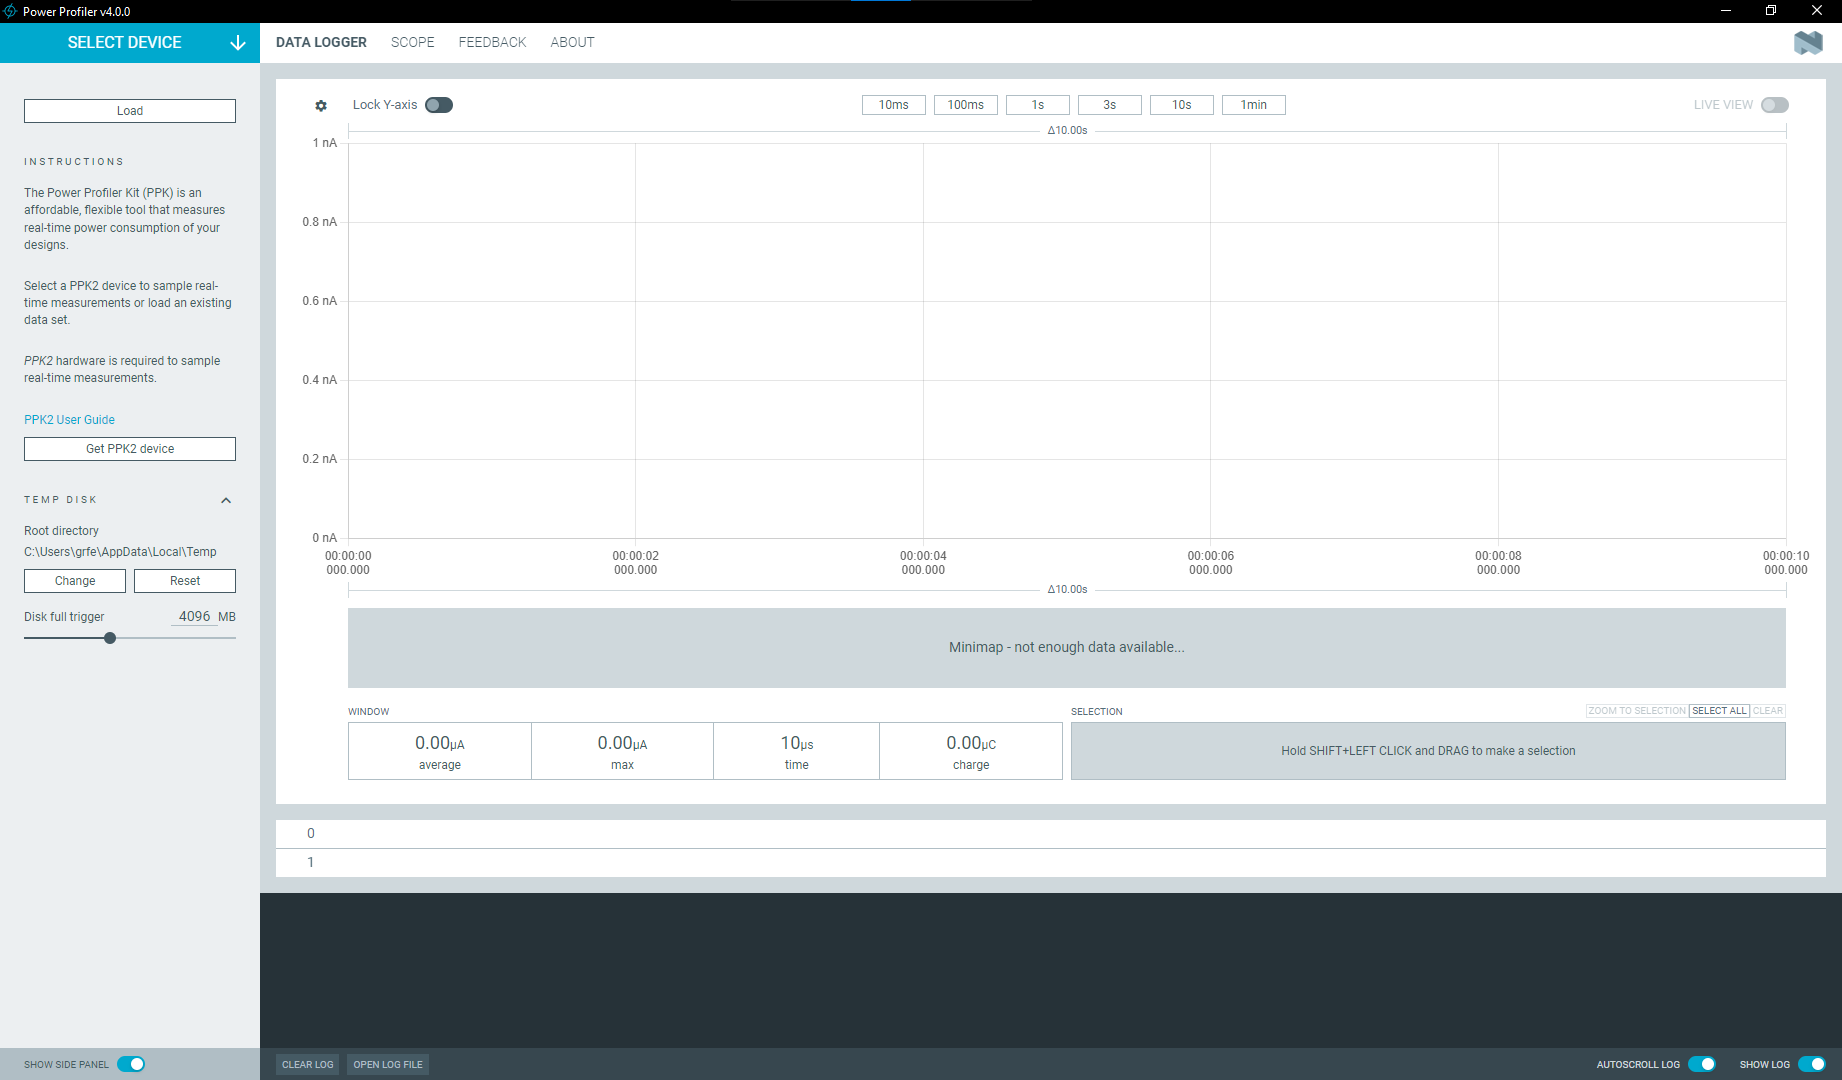 Power Profiler v4.0.0
SELECT DEVICE
DATA LOGGER
SCOPE
FEEDBACK
ABOUT
Load
INSTRUCTIONS
The Power Profiler Kit (PPK) is an
affordable, flexible tool that measures
real-time power consumption of your
designs.
Select a PPK2 device to sample real-
time measurements or load an existing
data set.
PPK2 hardware is required to sample
real-time measurements.
PPK2 User Guide
Get PPK2 device
TEMP DISK
Root directory
C:\Users\grfe\AppData\Local\Temp
Change
Reset
Disk full trigger 4096 MB
SHOW SIDE PANEL
Lock Y-axis
10ms
100ms
1s
3s
10s
1min
LIVE VIEW
Δ10.00s
1 nA
0.8 nA
0.6 nA
0.4 nA
0.2 nA
0 nA
00:00:00
000.000
00:00:02
000.000
00:00:04
000.000
00:00:06
000.000
00:00:08
000.000
00:00:10
000.000
Δ10.00s
Minimap - not enough data available...
WINDOW
0.00µA
average
0.00µA
max
10µs
time
0.00µC
charge
SELECTION
ZOOM TO SELECTION
SELECT ALL
CLEAR
Hold SHIFT+LEFT CLICK and DRAG to make a selection
0
1
CLEAR LOG
OPEN LOG FILE
AUTOSCROLL LOG
SHOW LOG